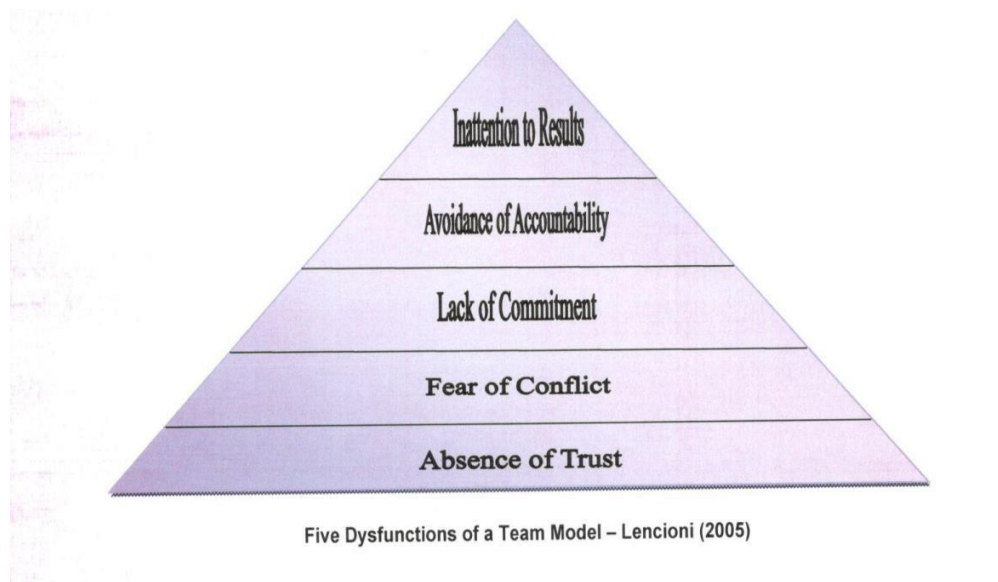 Inattention to Results
Avoidance of Accountability
Lack of Commitment
Fear of Conflict
Absence of Trust
Five Dysfunctions of a Team Model – Lencioni (2005)